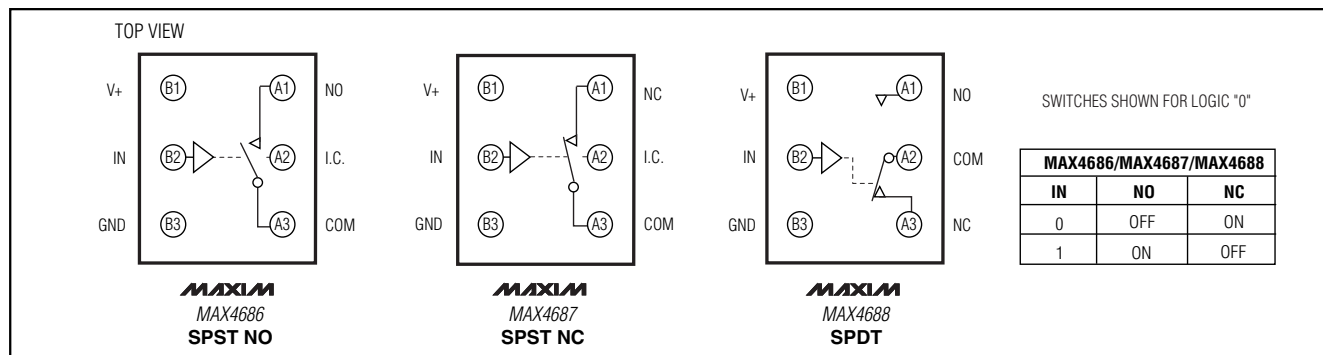 TOP VIEW
V+ B1 A1 NO
IN B2 A2 I.C.
GND B3 A3 COM
MAXIM
MAX4686
SPST NO
V+ B1 A1 NC
IN B2 A2 I.C.
GND B3 A3 COM
MAXIM
MAX4687
SPST NC
V+ B1 A1 NO
IN B2 A2 COM
GND B3 A3 NC
MAXIM
MAX4688
SPDT
SWITCHES SHOWN FOR LOGIC "0"
MAX4686/MAX4687/MAX4688
IN NO NC
0 OFF ON
1 ON OFF